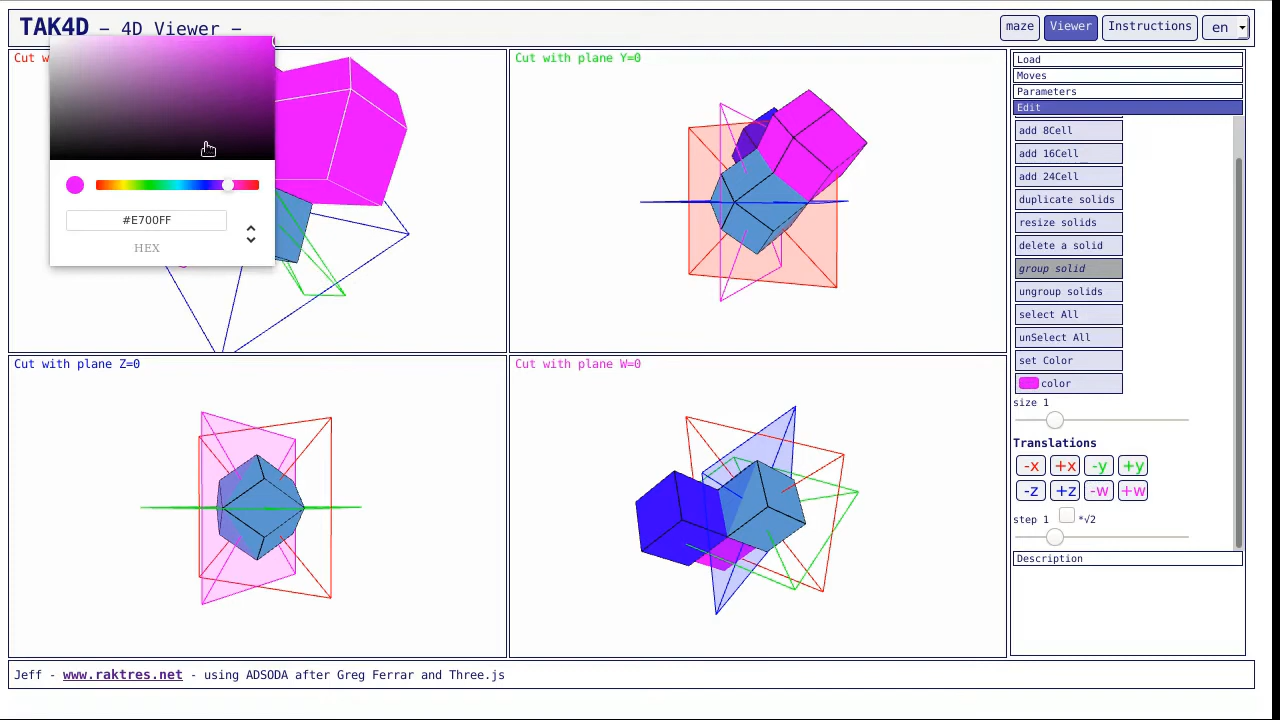 TAK4D – 4D Viewer –
maze
Viewer
Instructions
en
Cut w
#E700FF
HEX
Cut with plane Y=0
Cut with plane Z=0
Cut with plane W=0
Load
Moves
Parameters
Edit
add 8Cell
add 16Cell
add 24Cell
duplicate solids
resize solids
delete a solid
group solid
ungroup solids
select All
unSelect All
set Color
color
size 1
Translations
-x +x -y +y
-z +z -w +w
step 1 *√2
Description
Jeff - www.raktres.net - using ADSODA after Greg Ferrar and Three.js